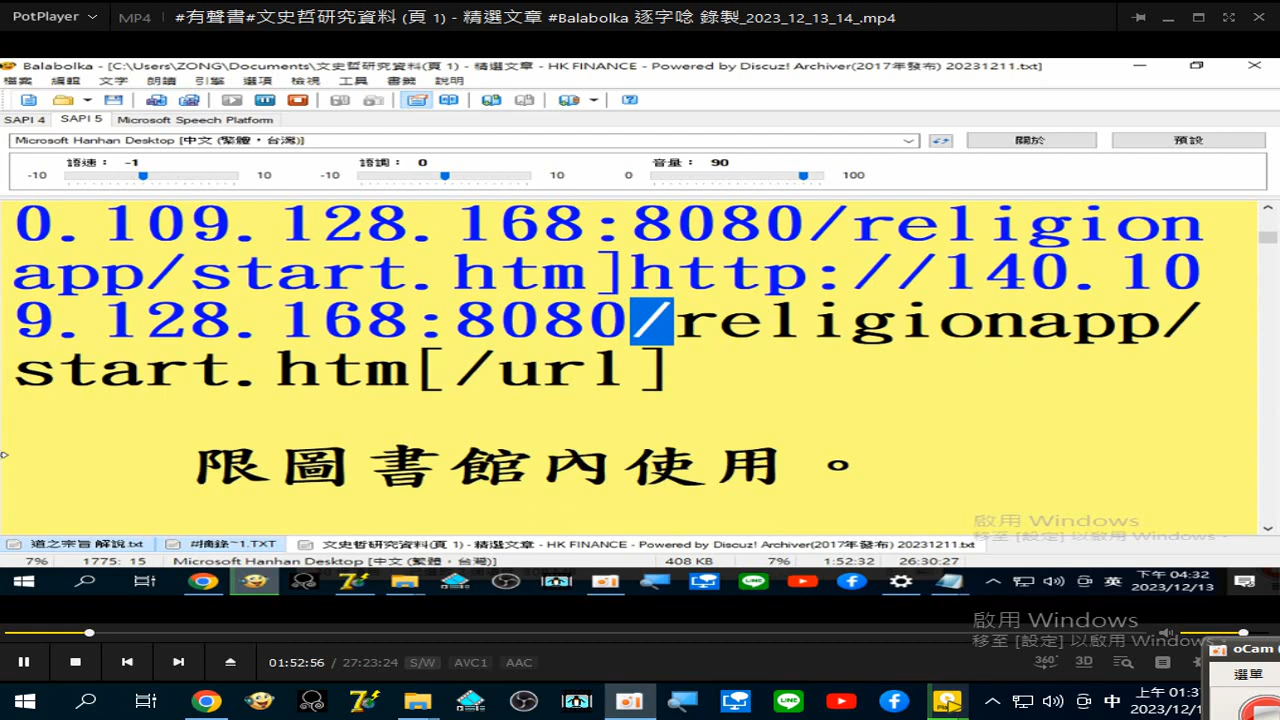 PotPlayer
MP4
#有聲書#文史哲研究資料 (頁 1) - 精選文章 #Balabolka 逐字唸 錄製_2023_12_13_14_.mp4
Balabolka - [C:\Users\ZONG\Documents\文史哲研究資料(頁 1) - 精選文章 - HK FINANCE - Powered by Discuz! Archiver(2017年發布) 20231211.txt]
檔案 編輯 文字 朗讀 引擎 選項 檢視 工具 書籤 說明
SAPI 4 SAPI 5 Microsoft Speech Platform
Microsoft Hanhan Desktop [中文 (繁體，台灣)]
關於 預設
語速： -1 語調： 0 音量： 90
-10 10 -10 10 0 100
0.109.128.168:8080/religion
app/start.htm]http://140.10
9.128.168:8080/religionapp/
start.htm[/url]
限圖書館內使用。
啟用 Windows
移至 [設定] 以啟用 Windows。
道之宗旨 解說.txt #摘錄~1.TXT 文史哲研究資料(頁 1) - 精選文章 - HK FINANCE - Powered by Discuz! Archiver(2017年發布) 20231211.txt
7% 1775: 15 Microsoft Hanhan Desktop [中文 (繁體，台灣)] 408 KB 7% 1:52:32 26:30:27
英 下午 04:32
2023/12/13
啟用 Windows
移至 [設定] 以啟用 Windows。
01:52:56 / 27:23:24 S/W AVC1 AAC
360° 3D
oCam (
選單
中 上午 01:3
2023/12/1